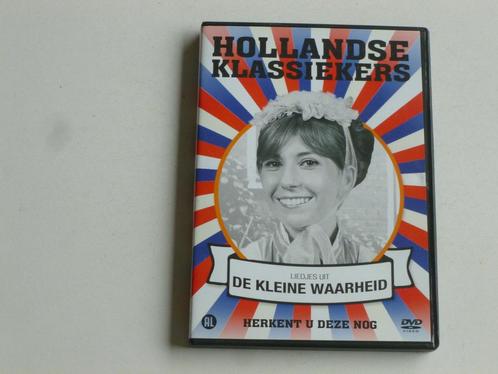 HOLLANDSE
KLASSIEKERS
LIEDJES UIT
DE KLEINE WAARHEID
HERKENT U DEZE NOG
AL
DVD
VIDEO